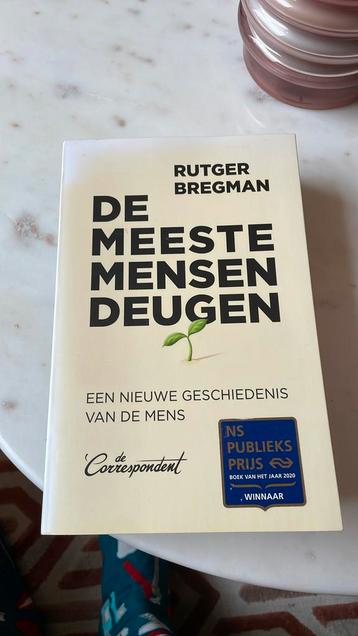 RUTGER
BREGMAN
DE
MEESTE
MENSEN
DEUGEN
EEN NIEUWE GESCHIEDENIS
VAN DE MENS
de
Correspondent
NS
PUBLIEKS
PRIJS
BOEK VAN HET JAAR 2020
WINNAAR